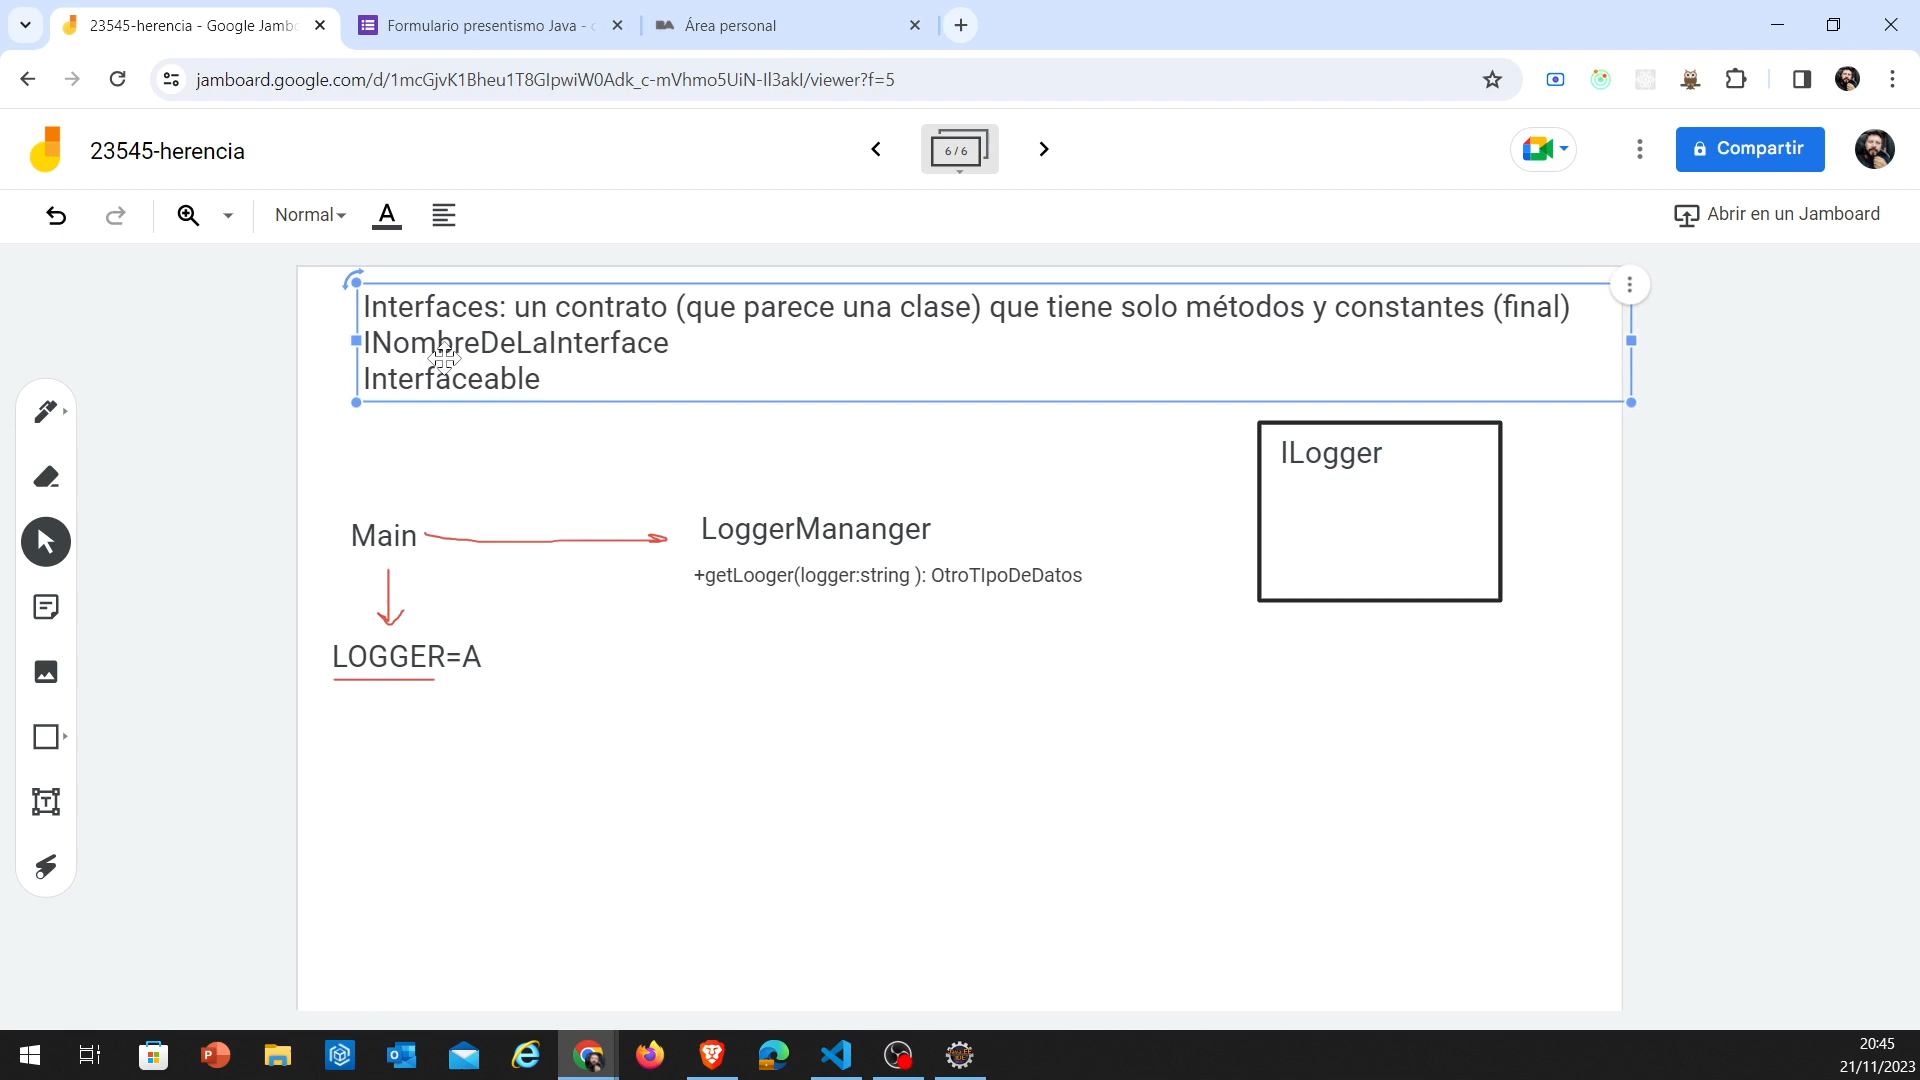 23545-herencia - Google Jambo
Formulario presentismo Java -
Área personal
jamboard.google.com/d/1mcGjvK1Bheu1T8GIpwiW0Adk_c-mVhmo5UiN-Il3akI/viewer?f=5
23545-herencia
6 / 6
Compartir
Normal
Abrir en un Jamboard
Interfaces: un contrato (que parece una clase) que tiene solo métodos y constantes (final)
INombreDeLaInterface
Interfaceable
ILogger
Main
LoggerMananger
+getLooger(logger:string ): OtroTIpoDeDatos
LOGGER=A
20:45
21/11/2023